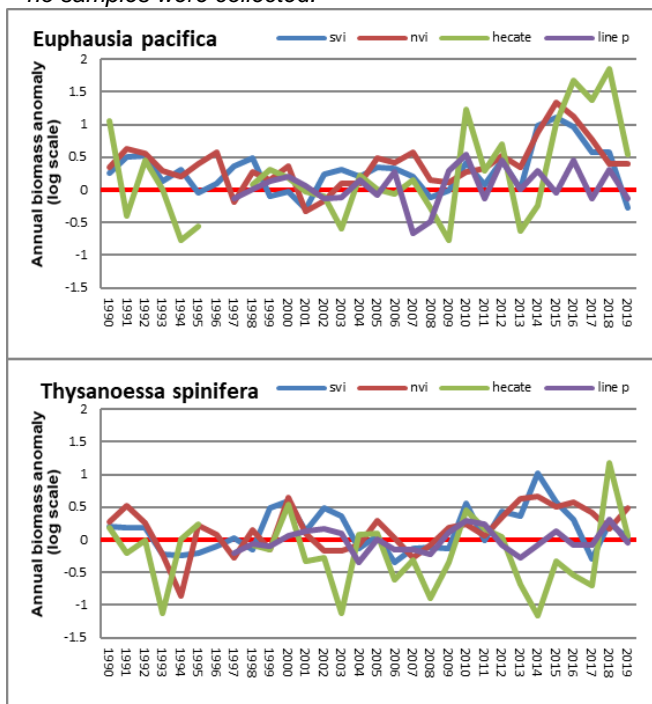 no samples were collected.
Euphausia pacifica
svi nvi hecate line p
Annual biomass anomaly
(log scale)
2
1.5
1
0.5
0
-0.5
-1
-1.5
1990 1991 1992 1993 1994 1995 1996 1997 1998 1999 2000 2001 2002 2003 2004 2005 2006 2007 2008 2009 2010 2011 2012 2013 2014 2015 2016 2017 2018 2019
Thysanoessa spinifera
svi nvi hecate line p
Annual biomass anomaly
(log scale)
2
1.5
1
0.5
0
-0.5
-1
-1.5
1990 1991 1992 1993 1994 1995 1996 1997 1998 1999 2000 2001 2002 2003 2004 2005 2006 2007 2008 2009 2010 2011 2012 2013 2014 2015 2016 2017 2018 2019